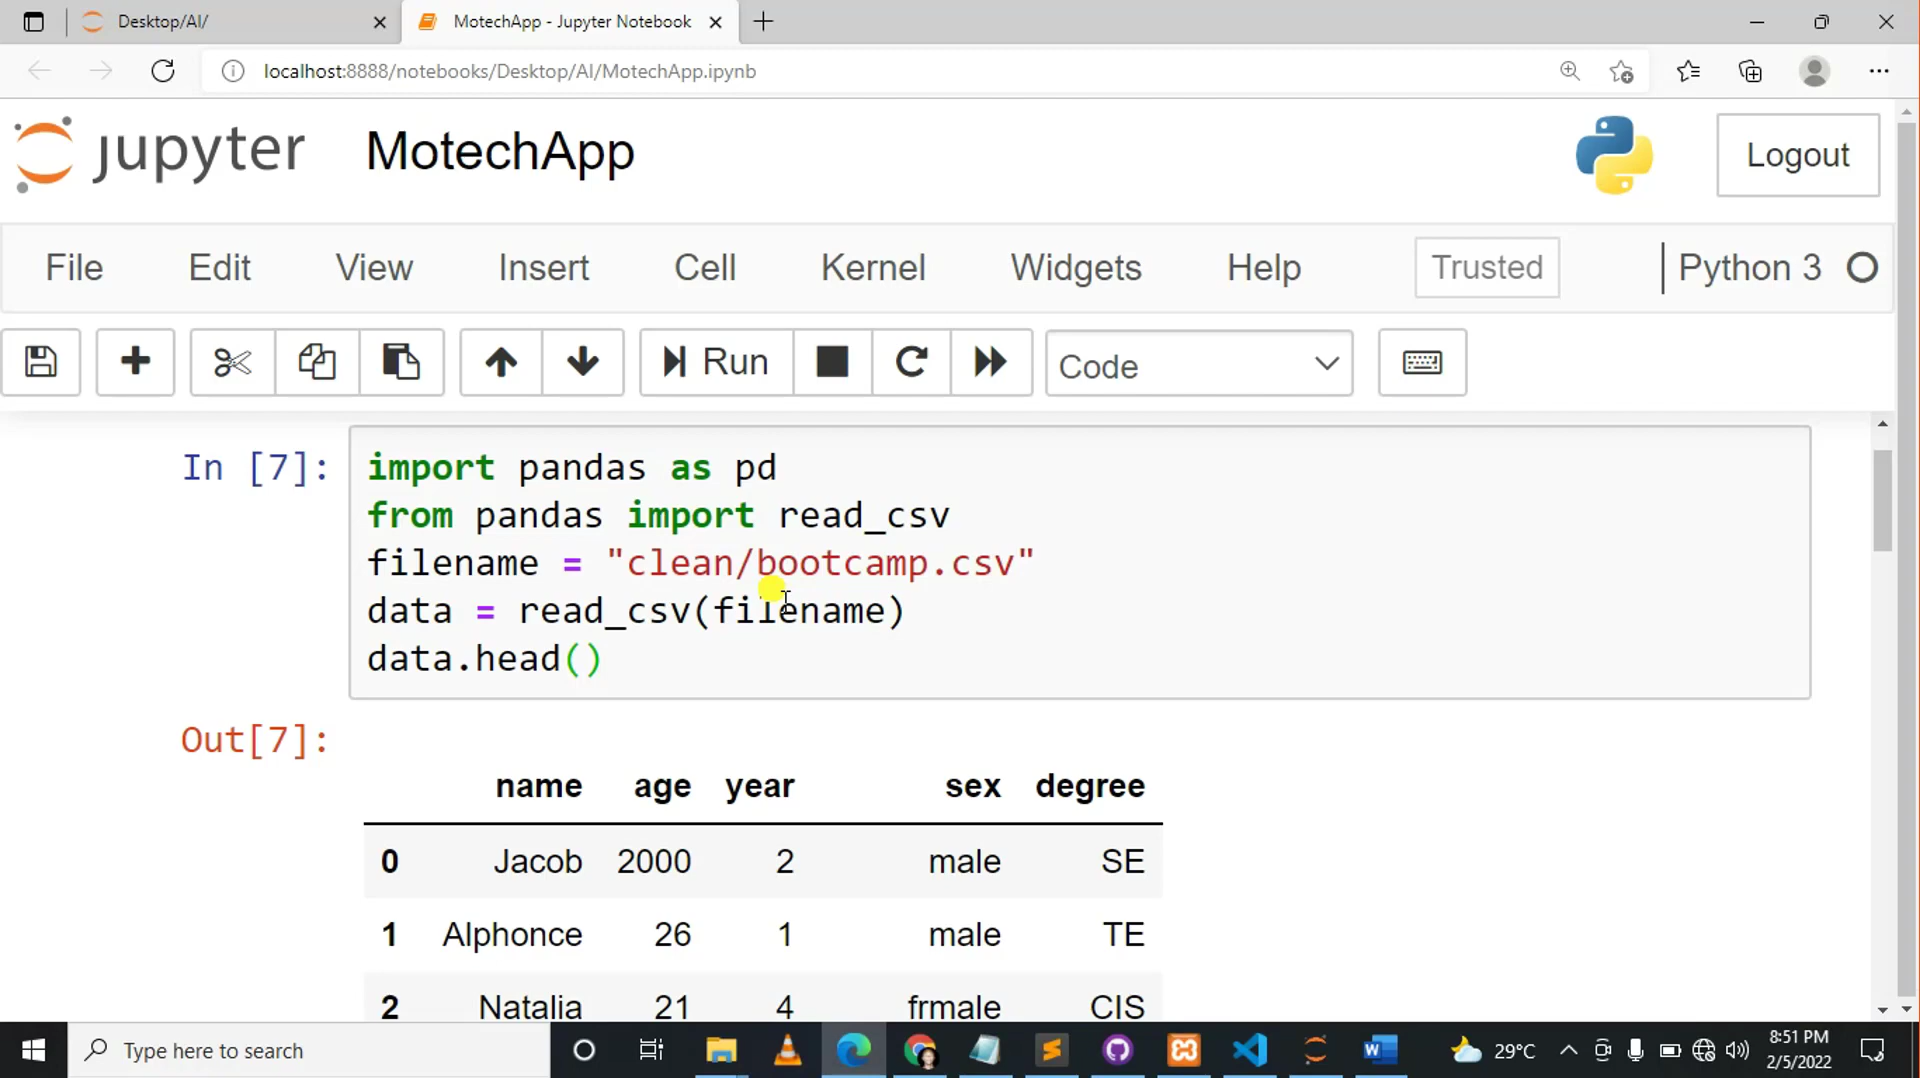 Desktop/AI/
MotechApp - Jupyter Notebook
localhost:8888/notebooks/Desktop/AI/MotechApp.ipynb
jupyter MotechApp
Logout
File Edit View Insert Cell Kernel Widgets Help Trusted Python 3
Run Code
In [7]: import pandas as pd
from pandas import read_csv
filename = "clean/bootcamp.csv"
data = read_csv(filename)
data.head()
Out[7]:
name age year sex degree
0 Jacob 2000 2 male SE
1 Alphonce 26 1 male TE
2 Natalia 21 4 frmale CIS
Type here to search
29°C
8:51 PM
2/5/2022